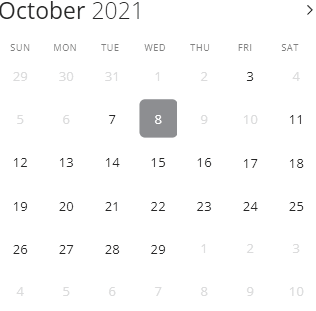 October 2021
SUN MON TUE WED THU FRI SAT
29 30 31 1 2 3 4
5 6 7 8 9 10 11
12 13 14 15 16 17 18
19 20 21 22 23 24 25
26 27 28 29 1 2 3
4 5 6 7 8 9 10